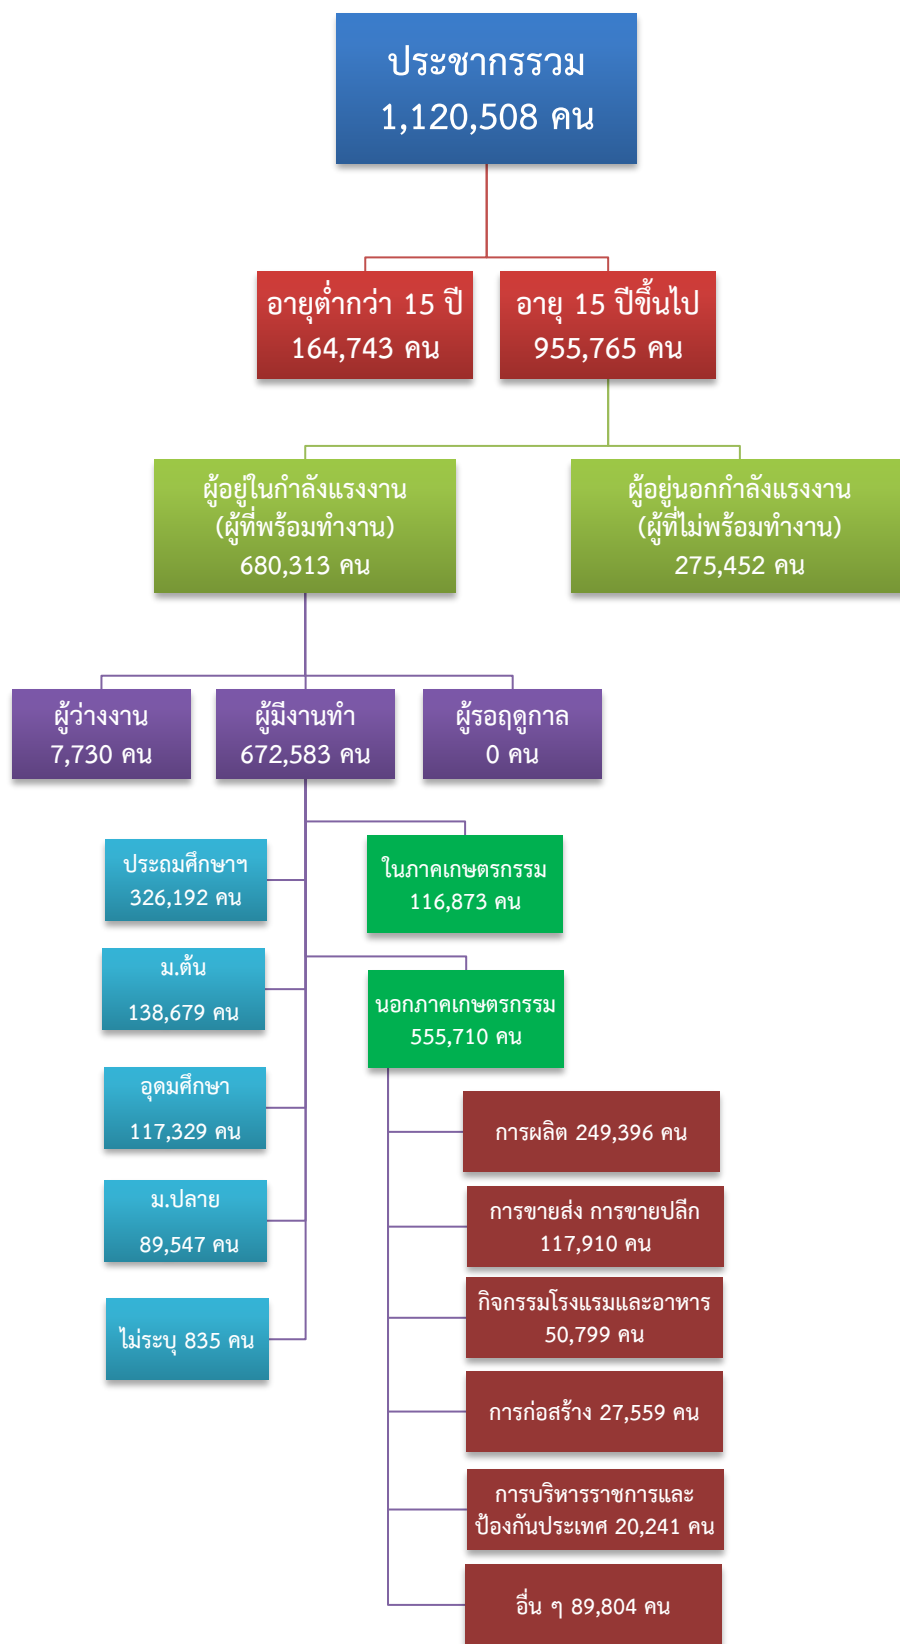 ประชากรรวม
1,120,508 คน
อายุต่ำกว่า 15 ปี
164,743 คน
อายุ 15 ปีขึ้นไป
955,765 คน
ผู้อยู่ในกำลังแรงงาน
(ผู้ที่พร้อมทำงาน)
680,313 คน
ผู้อยู่นอกกำลังแรงงาน
(ผู้ที่ไม่พร้อมทำงาน)
275,452 คน
ผู้ว่างงาน
7,730 คน
ผู้มีงานทำ
672,583 คน
ผู้รอฤดูกาล
0 คน
ประถมศึกษาฯ
326,192 คน
ม.ต้น
138,679 คน
อุดมศึกษา
117,329 คน
ม.ปลาย
89,547 คน
ไม่ระบุ 835 คน
ในภาคเกษตรกรรม
116,873 คน
นอกภาคเกษตรกรรม
555,710 คน
การผลิต 249,396 คน
การขายส่ง การขายปลีก
117,910 คน
กิจกรรมโรงแรมและอาหาร
50,799 คน
การก่อสร้าง 27,559 คน
การบริหารราชการและ
ป้องกันประเทศ 20,241 คน
อื่น ๆ 89,804 คน